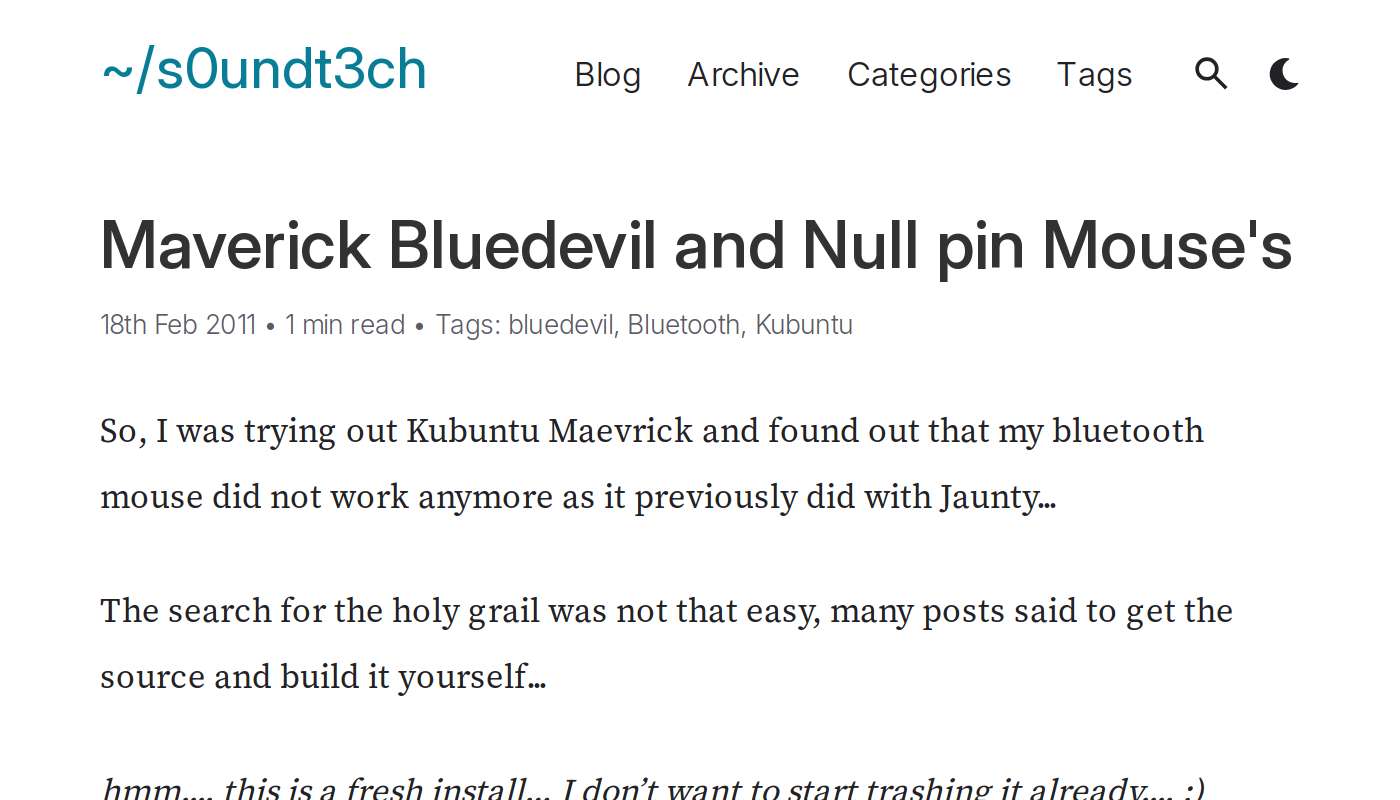 ~/s0undt3ch
Blog Archive Categories Tags
Maverick Bluedevil and Null pin Mouse's
18th Feb 2011 • 1 min read • Tags: bluedevil, Bluetooth, Kubuntu
So, I was trying out Kubuntu Maevrick and found out that my bluetooth
mouse did not work anymore as it previously did with Jaunty…
The search for the holy grail was not that easy, many posts said to get the
source and build it yourself…
hmm…. this is a fresh install… I don’t want to start trashing it already…. :)